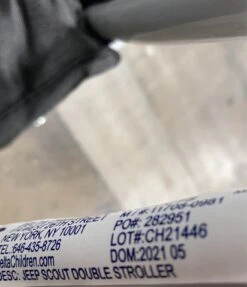 STREET
NEW YORK, NY 10001
TEL.:646-435-8726
eltaChildren.com
DESC. JEEP SCOUT DOUBLE STROLLER
PO#: 282951
LOT#:CH21446
DOM:2021 05